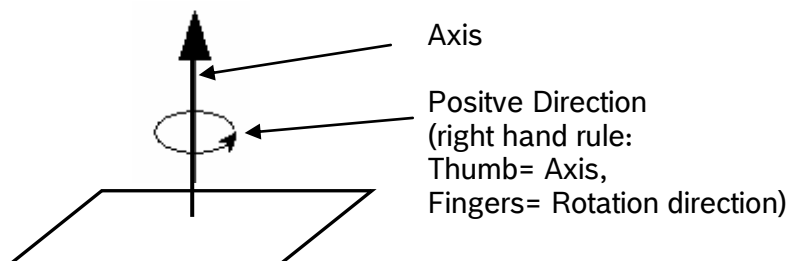 Axis
Positve Direction
(right hand rule:
Thumb= Axis,
Fingers= Rotation direction)